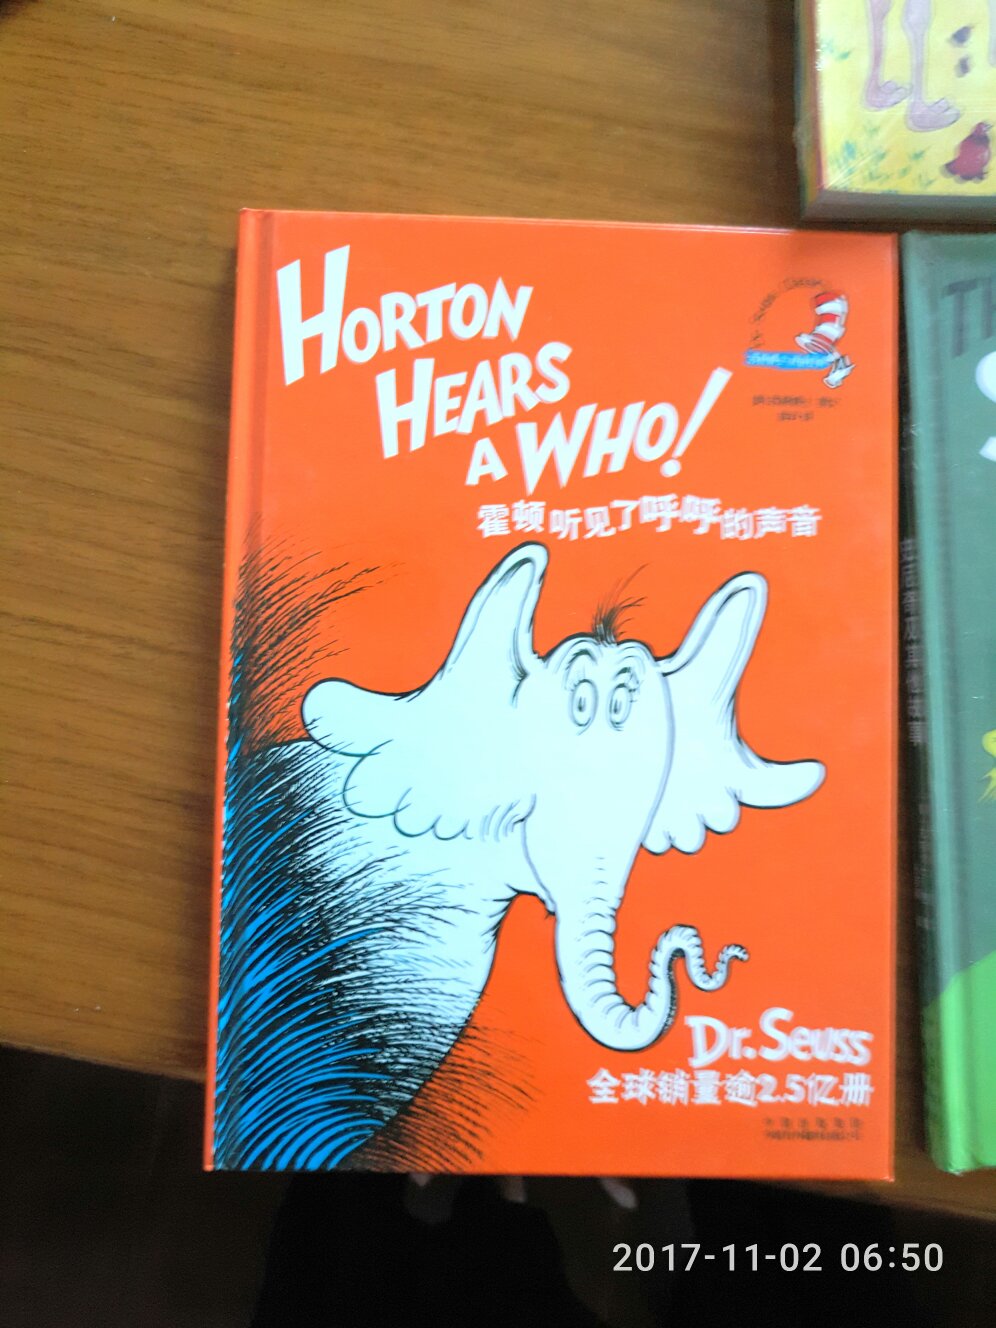 HORTON
HEARS
A WHO!
霍顿听见了呼呼的声音
Dr. Seuss
全球销量逾2.5亿册
TH
S
2017-11-02 06:50